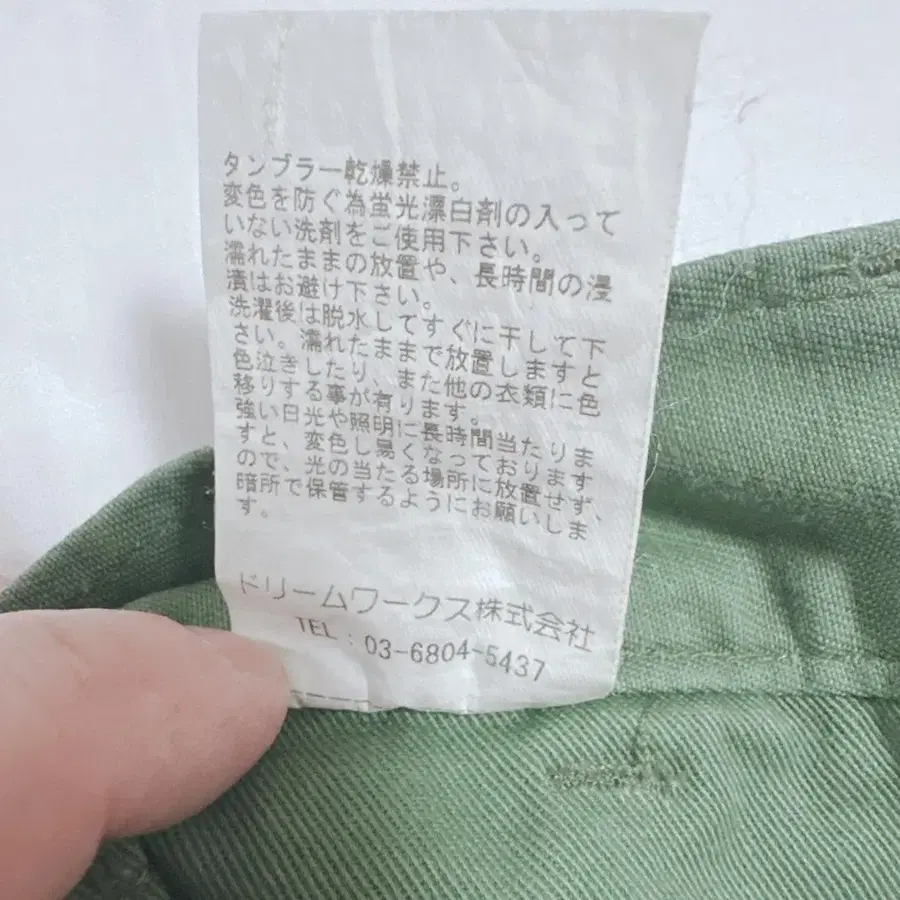 タンブラー乾燥禁止。
変色を防ぐ為蛍光漂白剤の入って
いない洗剤をご使用下さい。
濡れたままの放置や、長時間の浸
漬はお避け下さい。
洗濯後は脱水してすぐに干して下
さい。濡れたままで放置しますと
色泣きしたり、また他の衣類に色
移りする事が有ります。
強い日光や照明に長時間当たりま
すと、変色し易くなっておりますず、
ので、光の当たる場所に放置せず、
暗所で保管するようにお願いしま
す。
ドリームワークス株式会社
TEL：03-6804-5437